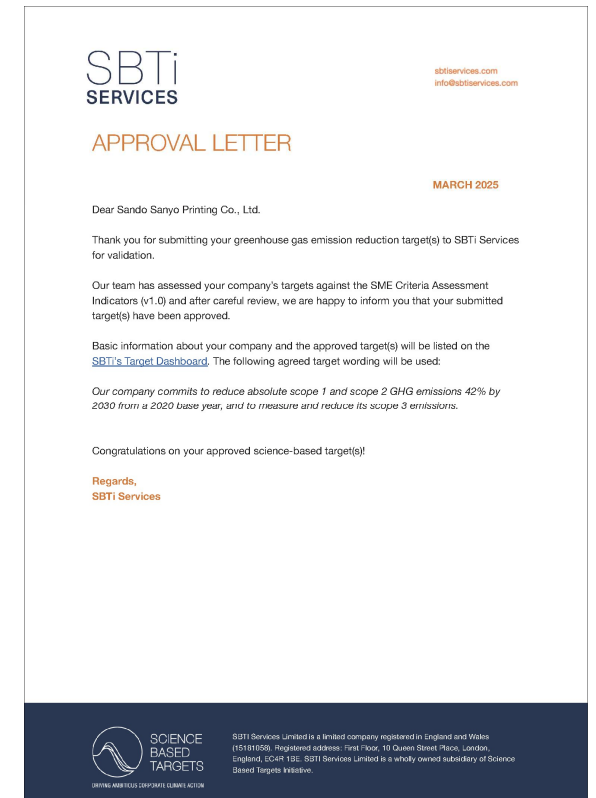 SBTi
SERVICES
sbtiservices.com
info@sbtiservices.com
APPROVAL LETTER
MARCH 2025
Dear Sando Sanyo Printing Co., Ltd.
Thank you for submitting your greenhouse gas emission reduction target(s) to SBTi Services
for validation.
Our team has assessed your company's targets against the SME Criteria Assessment
Indicators (v1.0) and after careful review, we are happy to inform you that your submitted
target(s) have been approved.
Basic information about your company and the approved target(s) will be listed on the
SBTi's Target Dashboard. The following agreed target wording will be used:
Our company commits to reduce absolute scope 1 and scope 2 GHG emissions 42% by
2030 from a 2020 base year, and to measure and reduce its scope 3 emissions.
Congratulations on your approved science-based target(s)!
Regards,
SBTi Services
SCIENCE
BASED
TARGETS
DRIVING AMBITIOUS CORPORATE CLIMATE ACTION
SBTI Services Limited is a limited company registered in England and Wales
(15181058). Registered address: First Floor, 10 Queen Street Place, London,
England, EC4R 1BE. SBTI Services Limited is a wholly owned subsidiary of Science
Based Targets Initiative.